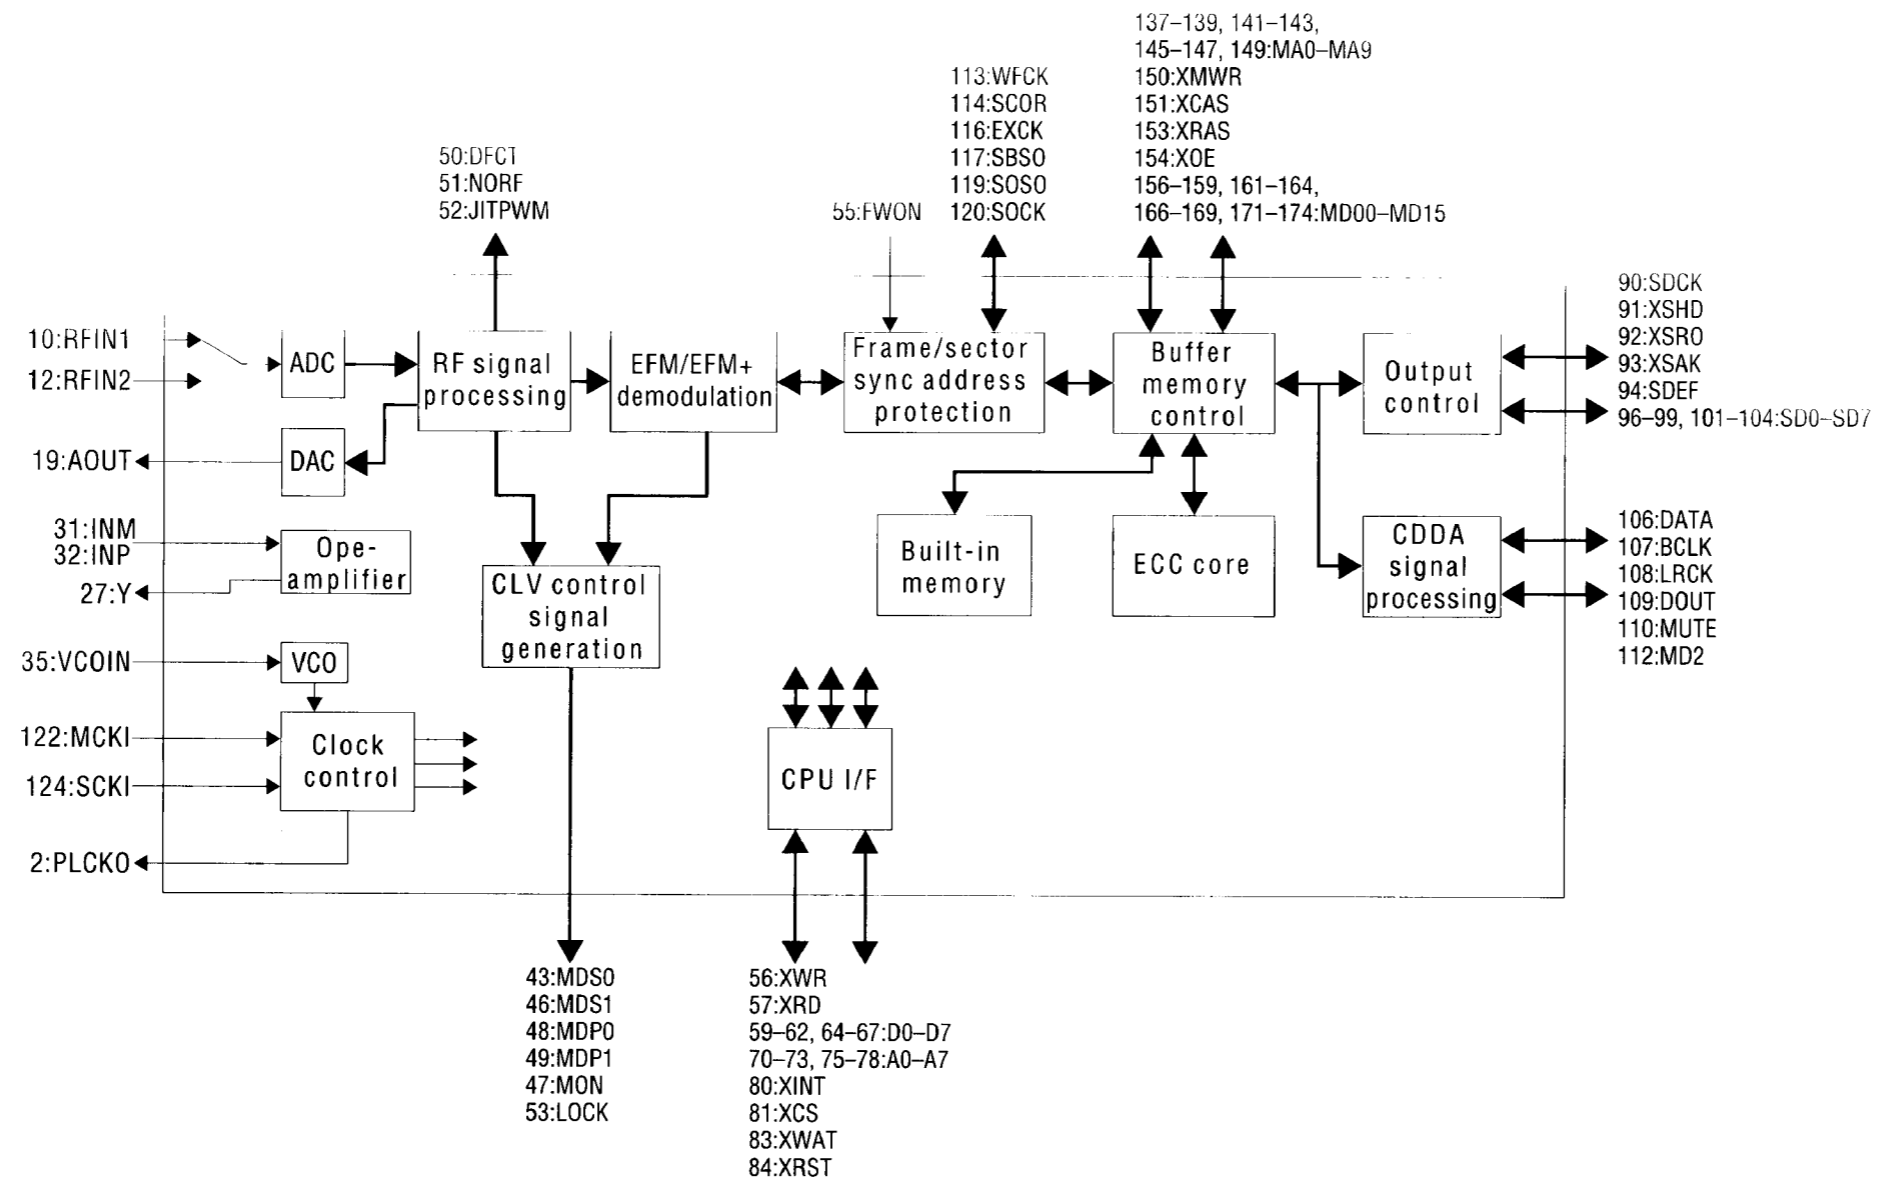 137–139, 141–143,
145–147, 149:MA0–MA9
150:XMWR
151:XCAS
153:XRAS
154:XOE
156–159, 161–164,
166–169, 171–174:MD00–MD15
113:WFCK
114:SCOR
116:EXCK
117:SBSO
119:SOSO
120:SOCK
50:DFCT
51:NORF
52:JITPWM
55:FWON
10:RFIN1
12:RFIN2
ADC
RF signal
processing
EFM/EFM+
demodulation
Frame/sector
sync address
protection
Buffer
memory
control
Output
control
90:SDCK
91:XSHD
92:XSRO
93:XSAK
94:SDEF
96–99, 101–104:SD0–SD7
19:AOUT
DAC
31:INM
32:INP
27:Y
Ope-
amplifier
CLV control
signal
generation
Built-in
memory
ECC core
CDDA
signal
processing
106:DATA
107:BCLK
108:LRCK
109:DOUT
110:MUTE
112:MD2
35:VCOIN
VCO
122:MCKI
124:SCKI
Clock
control
2:PLCKO
CPU I/F
43:MDS0
46:MDS1
48:MDP0
49:MDP1
47:MON
53:LOCK
56:XWR
57:XRD
59–62, 64–67:D0–D7
70–73, 75–78:A0–A7
80:XINT
81:XCS
83:XWAT
84:XRST